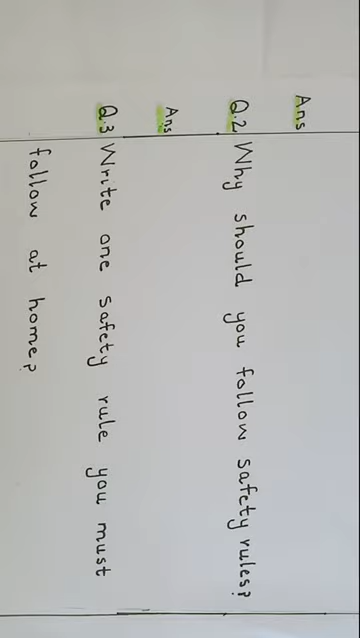 Ans
Q.2 Why should you follow safety rules?
Ans
Q.3 Write one safety rule you must
follow at home?